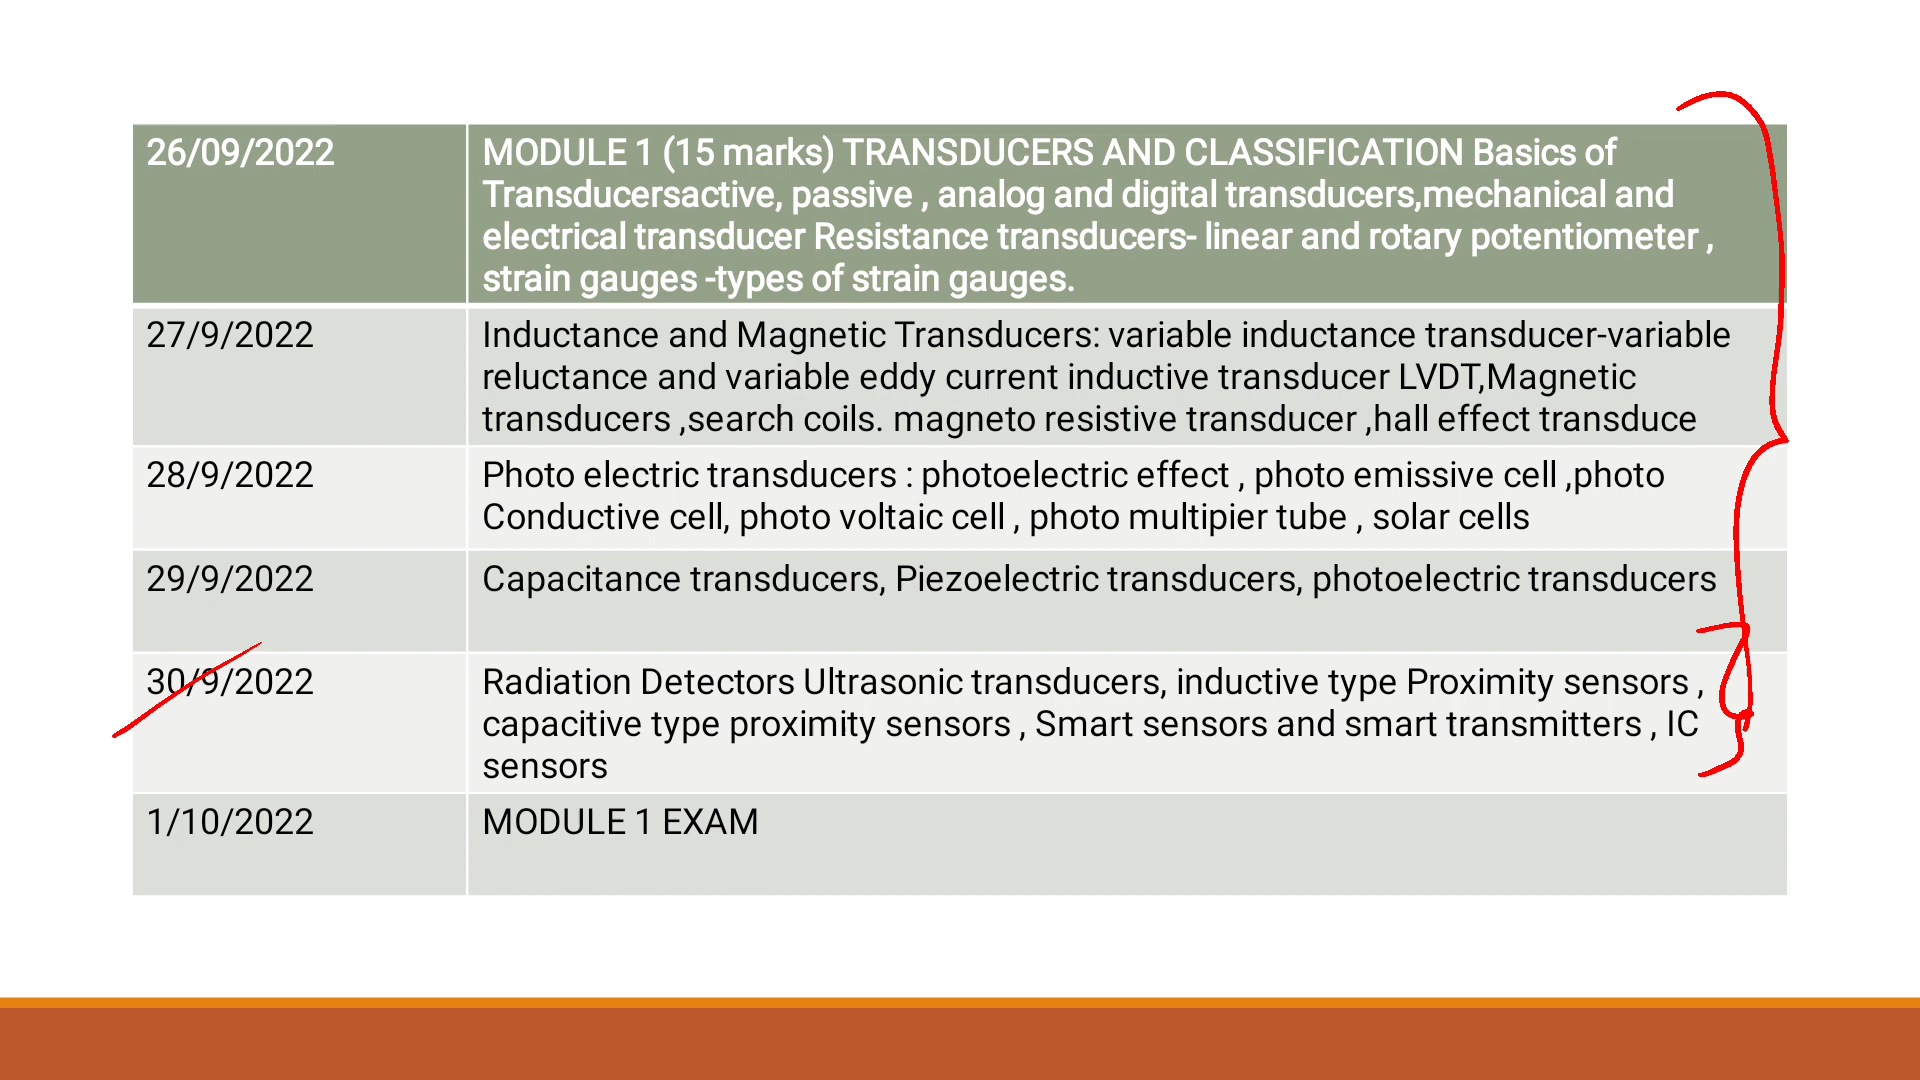 26/09/2022
MODULE 1 (15 marks) TRANSDUCERS AND CLASSIFICATION Basics of
Transducersactive, passive , analog and digital transducers,mechanical and
electrical transducer Resistance transducers- linear and rotary potentiometer ,
strain gauges -types of strain gauges.
27/9/2022
Inductance and Magnetic Transducers: variable inductance transducer-variable
reluctance and variable eddy current inductive transducer LVDT,Magnetic
transducers ,search coils. magneto resistive transducer ,hall effect transduce
28/9/2022
Photo electric transducers : photoelectric effect , photo emissive cell ,photo
Conductive cell, photo voltaic cell , photo multipier tube , solar cells
29/9/2022
Capacitance transducers, Piezoelectric transducers, photoelectric transducers
30/9/2022
Radiation Detectors Ultrasonic transducers, inductive type Proximity sensors ,
capacitive type proximity sensors , Smart sensors and smart transmitters , IC
sensors
1/10/2022
MODULE 1 EXAM